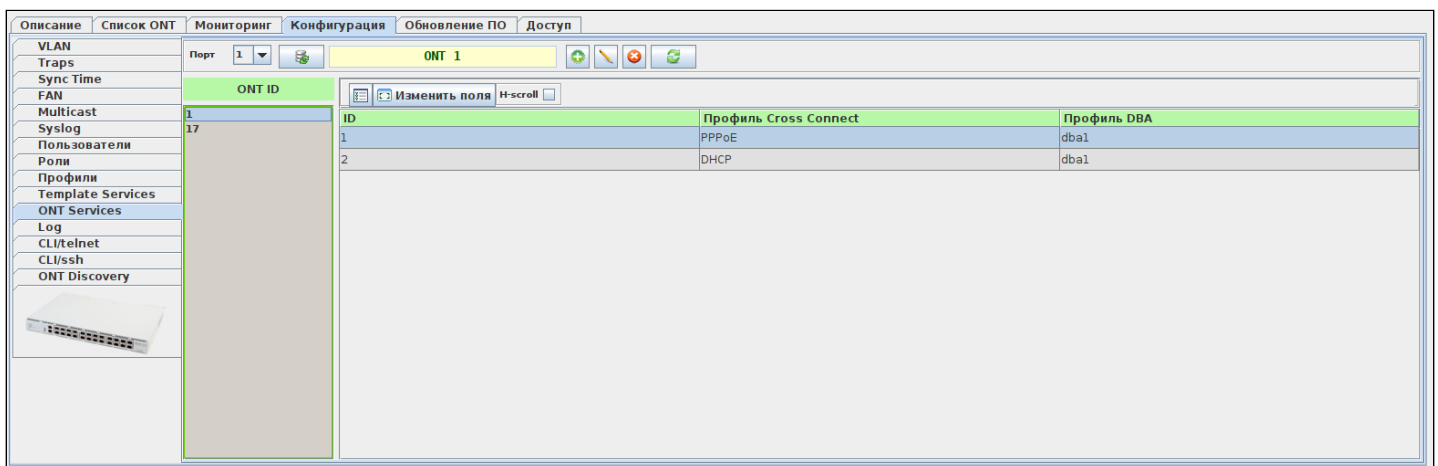 Описание Список ONT Мониторинг Конфигурация Обновление ПО Доступ
VLAN
Traps
Sync Time
FAN
Multicast
Syslog
Пользователи
Роли
Профили
Template Services
ONT Services
Log
CLI/telnet
CLI/ssh
ONT Discovery
Порт 1 ONT 1
ONT ID
1
17
Изменить поля H-scroll
ID Профиль Cross Connect Профиль DBA
1 PPPoE dba1
2 DHCP dba1